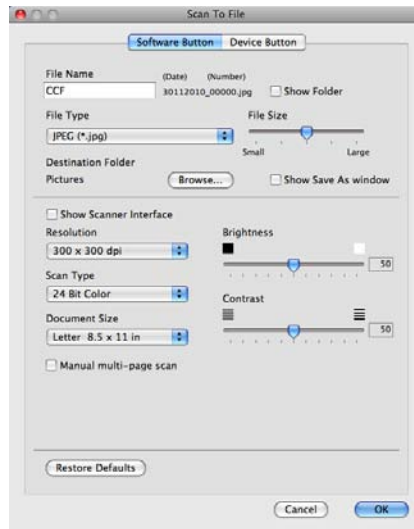 Scan To File
Software Button Device Button
File Name (Date) (Number)
CCF 30112010_00000.jpg Show Folder
File Type File Size
JPEG (*.jpg)
Small Large
Destination Folder
Pictures Browse... Show Save As window
Show Scanner Interface
Resolution Brightness
300 x 300 dpi
50
Scan Type
24 Bit Color Contrast
Document Size
Letter 8.5 x 11 in 50
Manual multi-page scan
Restore Defaults
Cancel OK